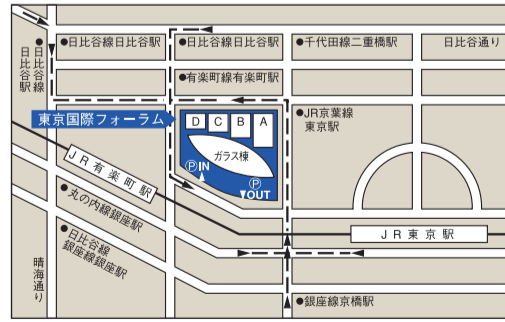 ●日比谷線日比谷駅
●日比谷線日比谷駅
●日比谷線日比谷駅
●千代田線二重橋駅
日比谷通り
●有楽町線有楽町駅
東京国際フォーラム
D C B A
●JR京葉線
東京駅
ガラス棟
ⓅIN
Ⓟ
OUT
JR有楽町駅
●丸の内線銀座駅
JR東京駅
●日比谷線
銀座線銀座駅
晴海通り
●銀座線京橋駅